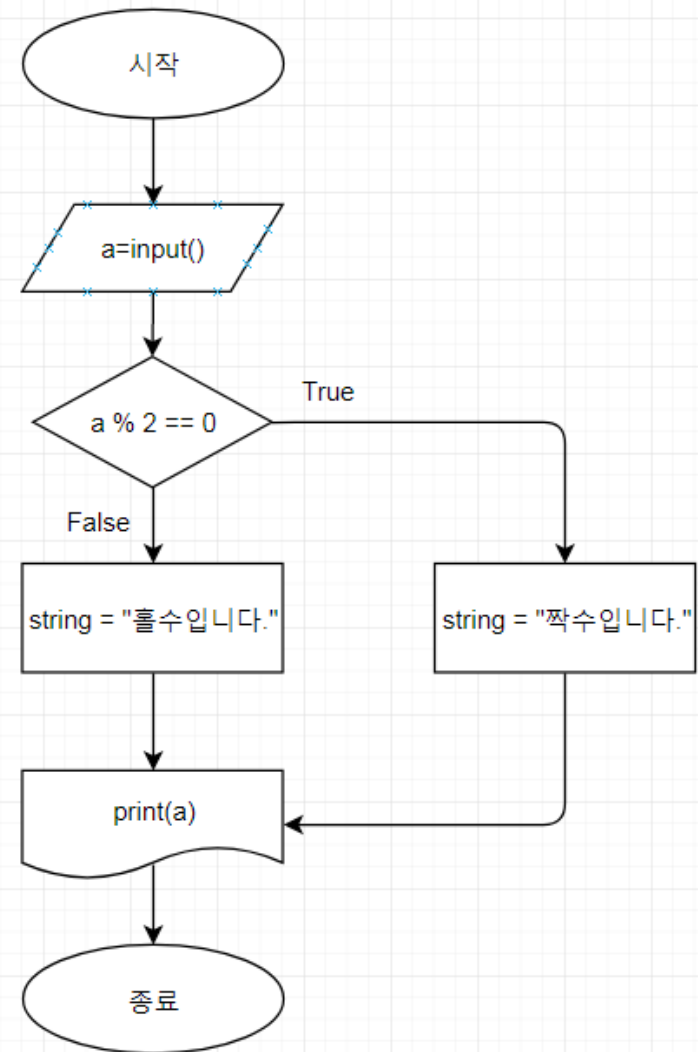 시작
a=input()
a % 2 == 0
True
False
string = "홀수입니다."
string = "짝수입니다."
print(a)
종료